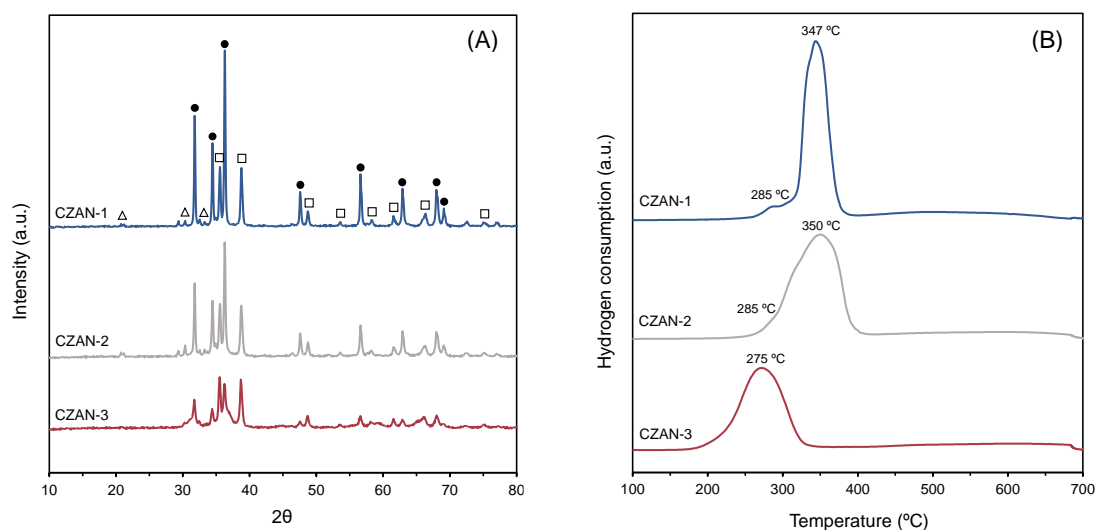 (A)
CZAN-1
CZAN-2
CZAN-3
Intensity (a.u.)
10 20 30 40 50 60 70 80
2θ
(B)
347 ºC
285 ºC
CZAN-1
350 ºC
285 ºC
CZAN-2
275 ºC
CZAN-3
Hydrogen consumption (a.u.)
100 200 300 400 500 600 700
Temperature (ºC)